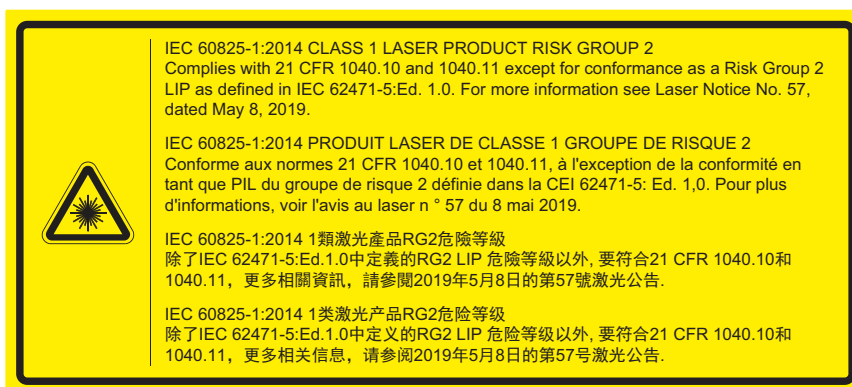 IEC 60825-1:2014 CLASS 1 LASER PRODUCT RISK GROUP 2
Complies with 21 CFR 1040.10 and 1040.11 except for conformance as a Risk Group 2
LIP as defined in IEC 62471-5:Ed. 1.0. For more information see Laser Notice No. 57,
dated May 8, 2019.
IEC 60825-1:2014 PRODUIT LASER DE CLASSE 1 GROUPE DE RISQUE 2
Conforme aux normes 21 CFR 1040.10 et 1040.11, à l'exception de la conformité en
tant que PIL du groupe de risque 2 définie dans la CEI 62471-5: Ed. 1,0. Pour plus
d'informations, voir l'avis au laser n ° 57 du 8 mai 2019.
IEC 60825-1:2014 1類激光產品RG2危險等級
除了IEC 62471-5:Ed.1.0中定義的RG2 LIP 危險等級以外, 要符合21 CFR 1040.10和
1040.11，更多相關資訊，請參閱2019年5月8日的第57號激光公告.
IEC 60825-1:2014 1类激光产品RG2危险等级
除了IEC 62471-5:Ed.1.0中定义的RG2 LIP 危险等级以外, 要符合21 CFR 1040.10和
1040.11，更多相关信息，请参阅2019年5月8日的第57号激光公告.